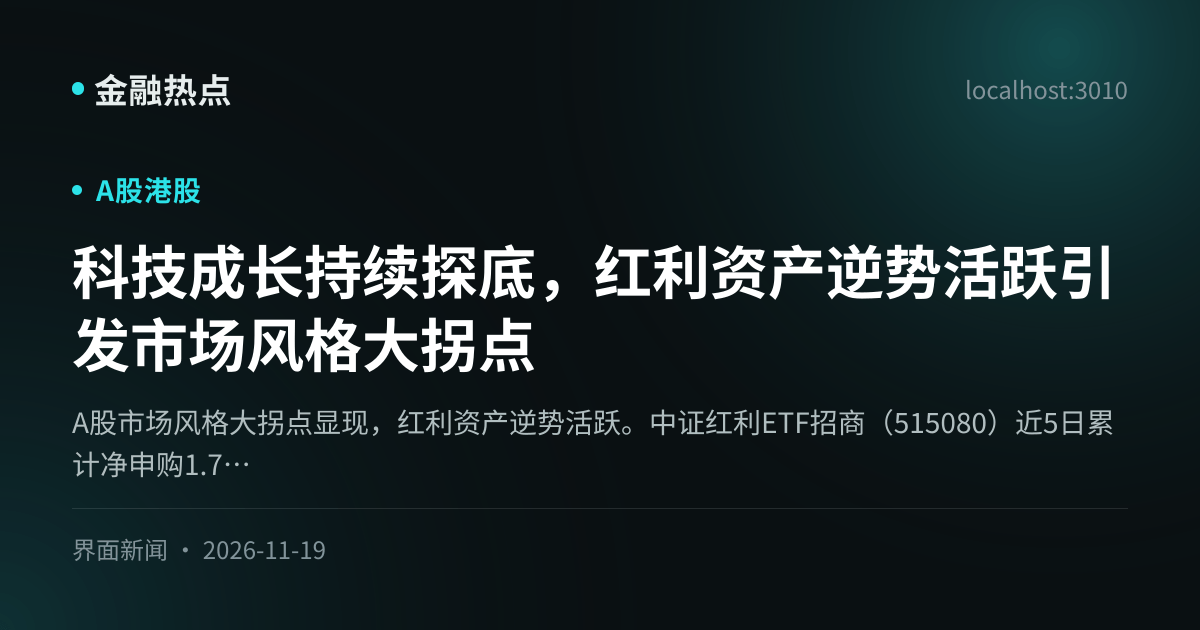 金融热点
localhost:3010
A股港股
科技成长持续探底，红利资产逆势活跃引
发市场风格大拐点
A股市场风格大拐点显现，红利资产逆势活跃。中证红利ETF招商（515080）近5日累
计净申购1.7…
界面新闻 • 2026-11-19